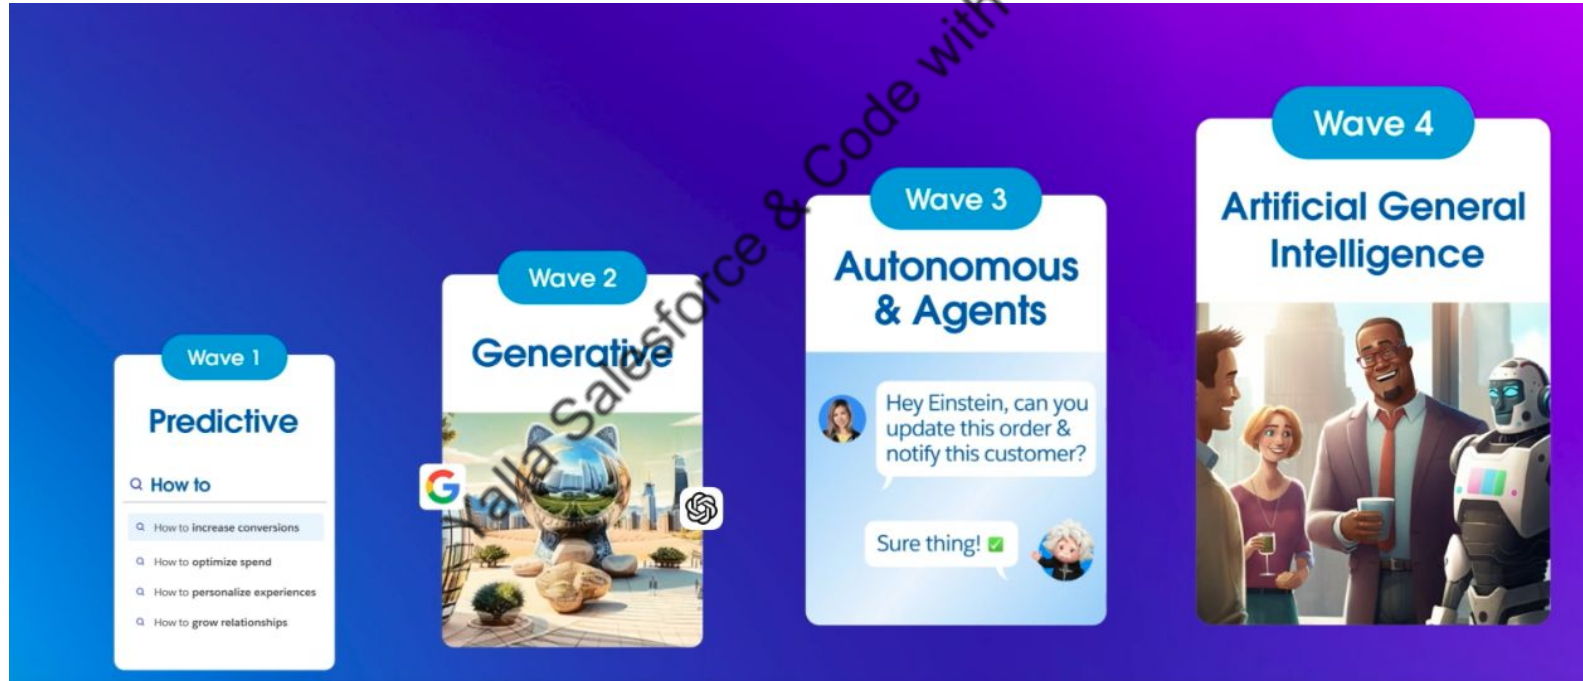 Wave 1
Predictive
How to
How to increase conversions
How to optimize spend
How to personalize experiences
How to grow relationships
Wave 2
Generative
G
Wave 3
Autonomous
& Agents
Hey Einstein, can you
update this order &
notify this customer?
Sure thing!
Wave 4
Artificial General
Intelligence
Yalla Salesforce & Code with